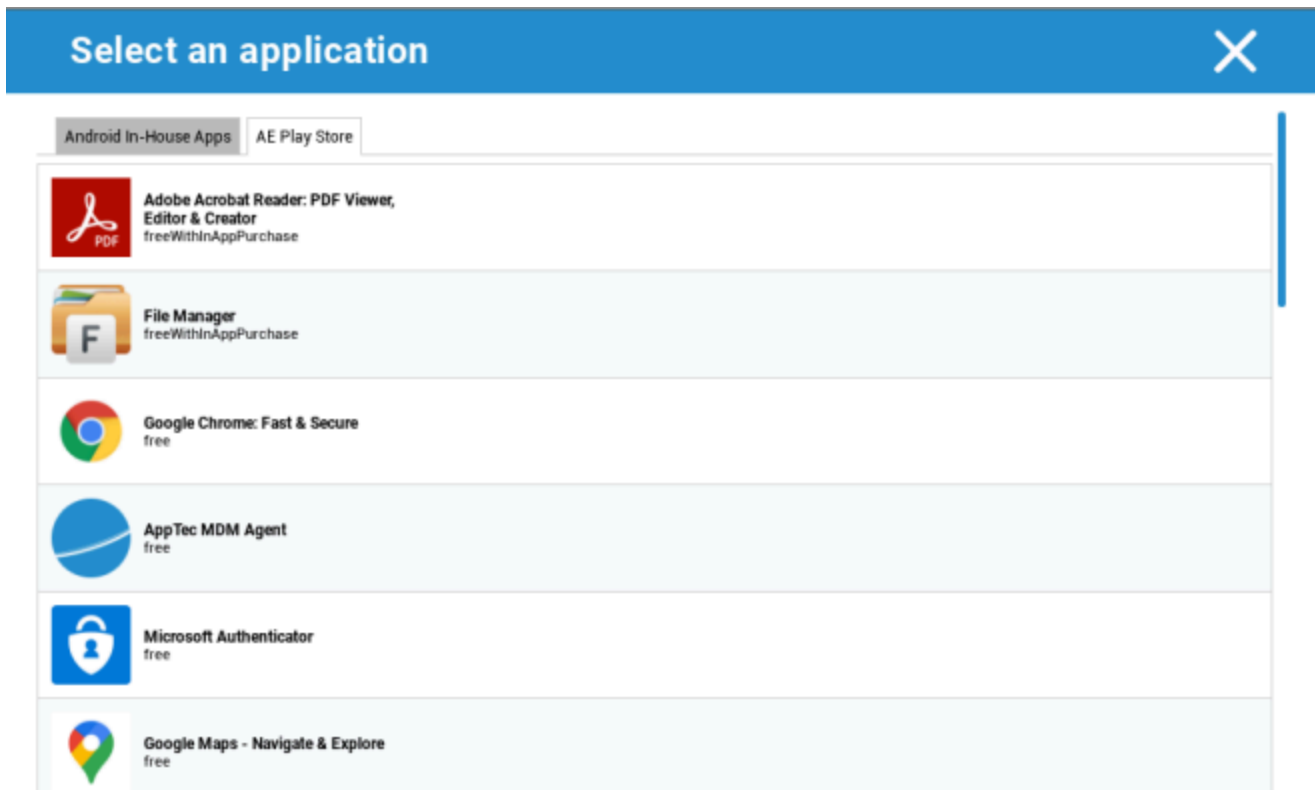 Select an application
Android In-House Apps
AE Play Store
PDF
Adobe Acrobat Reader: PDF Viewer,
Editor & Creator
freeWithInAppPurchase
F
File Manager
freeWithInAppPurchase
Google Chrome: Fast & Secure
free
AppTec MDM Agent
free
Microsoft Authenticator
free
Google Maps - Navigate & Explore
free